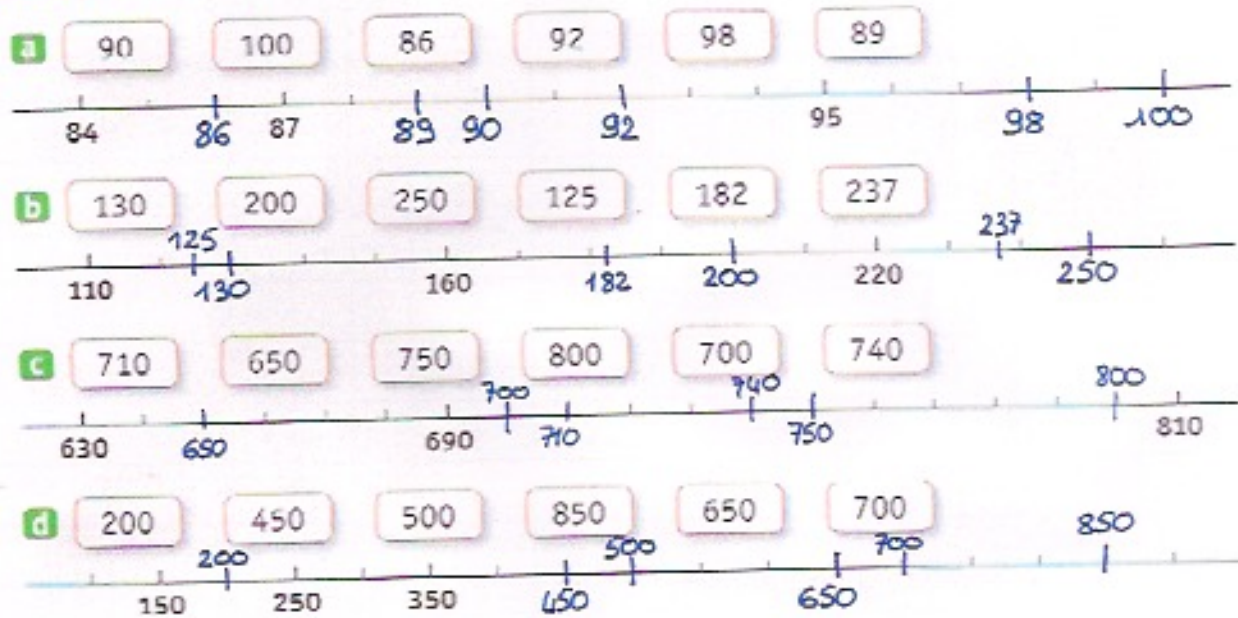 a 90 100 86 92 98 89
84 86 87 89 90 92 95 98 100
b 130 200 250 125 182 237
125 237
110 130 160 182 200 220 250
c 710 650 750 800 700 740
700 740 800
630 650 690 710 750 810
d 200 450 500 850 650 700
200 500 700 850
150 250 350 450 650